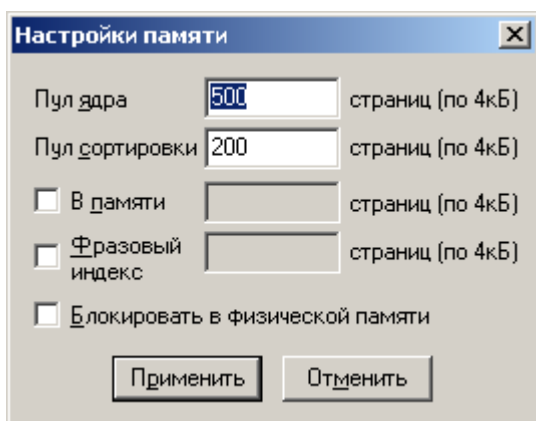 Настройки памяти
Пул ядра 500 страниц (по 4кБ)
Пул сортировки 200 страниц (по 4кБ)
В памяти страниц (по 4кБ)
Фразовый индекс страниц (по 4кБ)
Блокировать в физической памяти
Применить Отменить